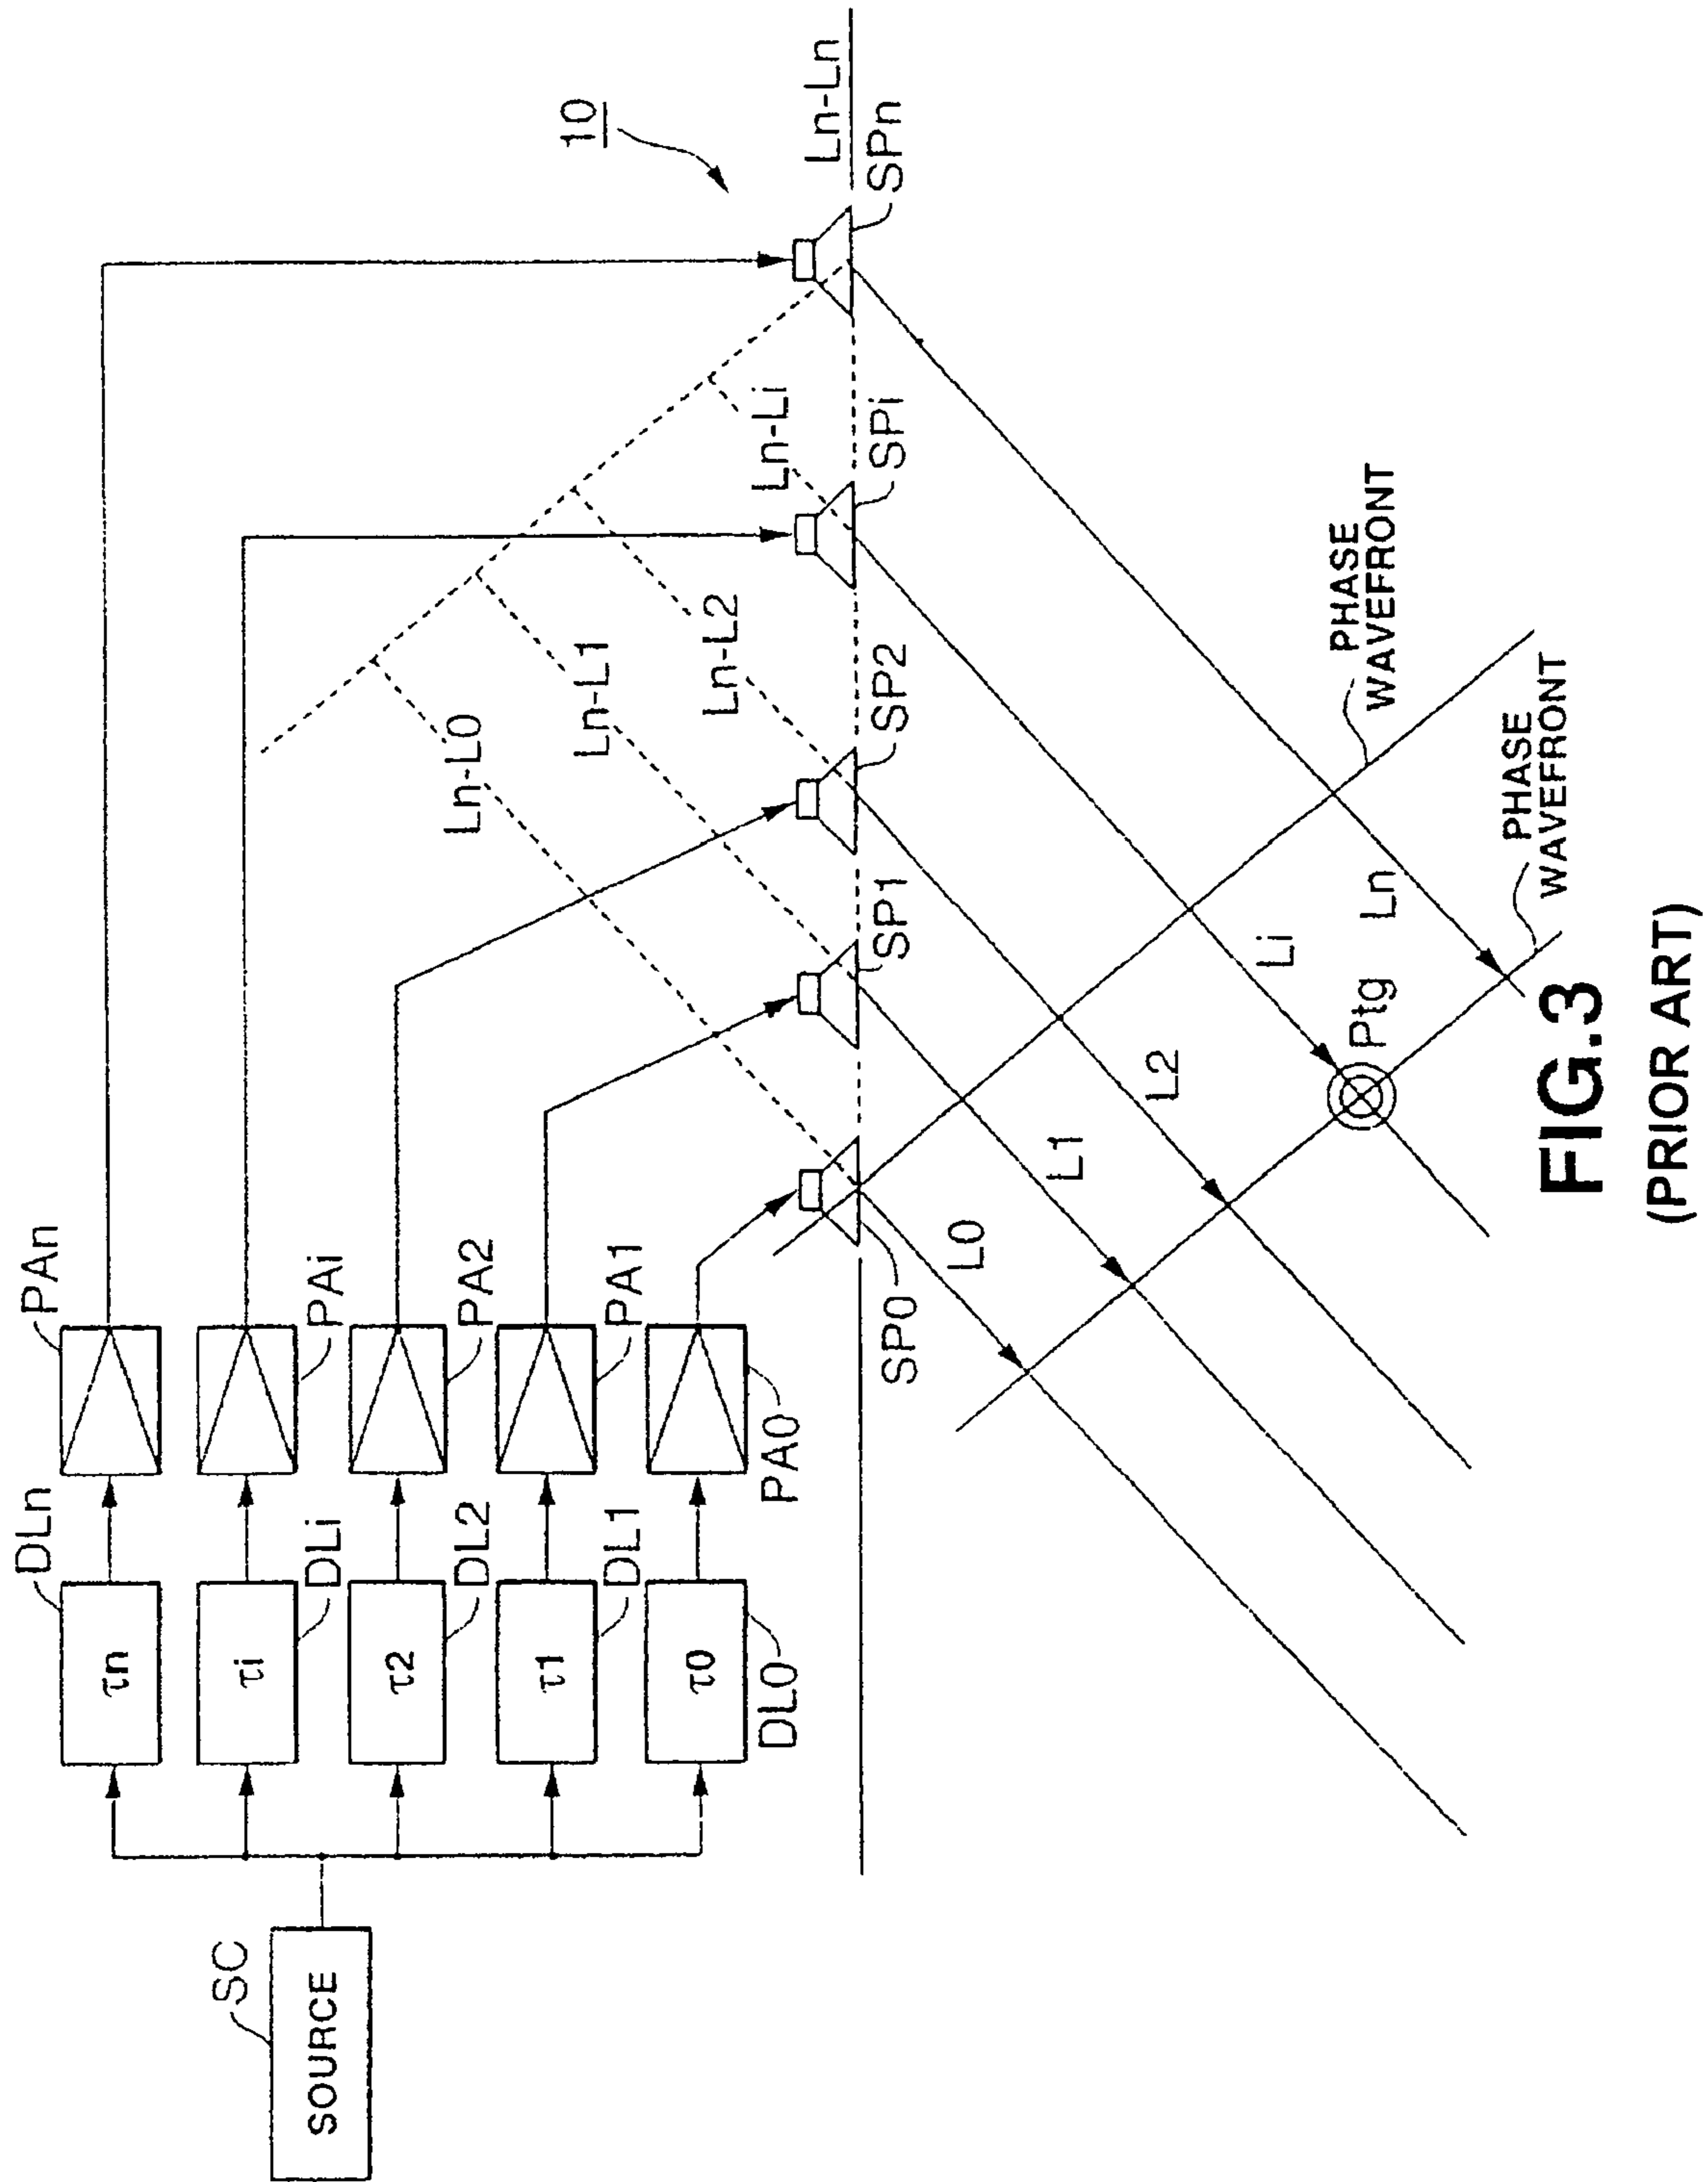 SC
SOURCE
DLn
τn
PAn
τi
DLi
PAi
τ2
DL2
PA2
τ1
DL1
PA1
τ0
DL0
PA0
10
Ln-L0
Ln-L1
Ln-L2
Ln-Li
Ln-Ln
SP0
SP1
SP2
SPi
SPn
L0
L1
L2
Li
Ln
Ptg
PHASE
WAVEFRONT
PHASE
WAVEFRONT
FIG.3
(PRIOR ART)